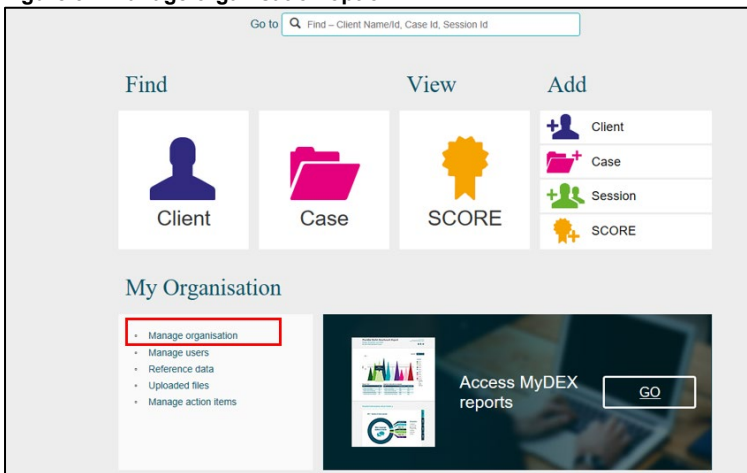 Go to Find – Client Name/Id, Case Id, Session Id
Find
View
Add
Client
Case
SCORE
Client
Case
Session
SCORE
My Organisation
Manage organisation
Manage users
Reference data
Uploaded files
Manage action items
Access MyDEX
reports
GO